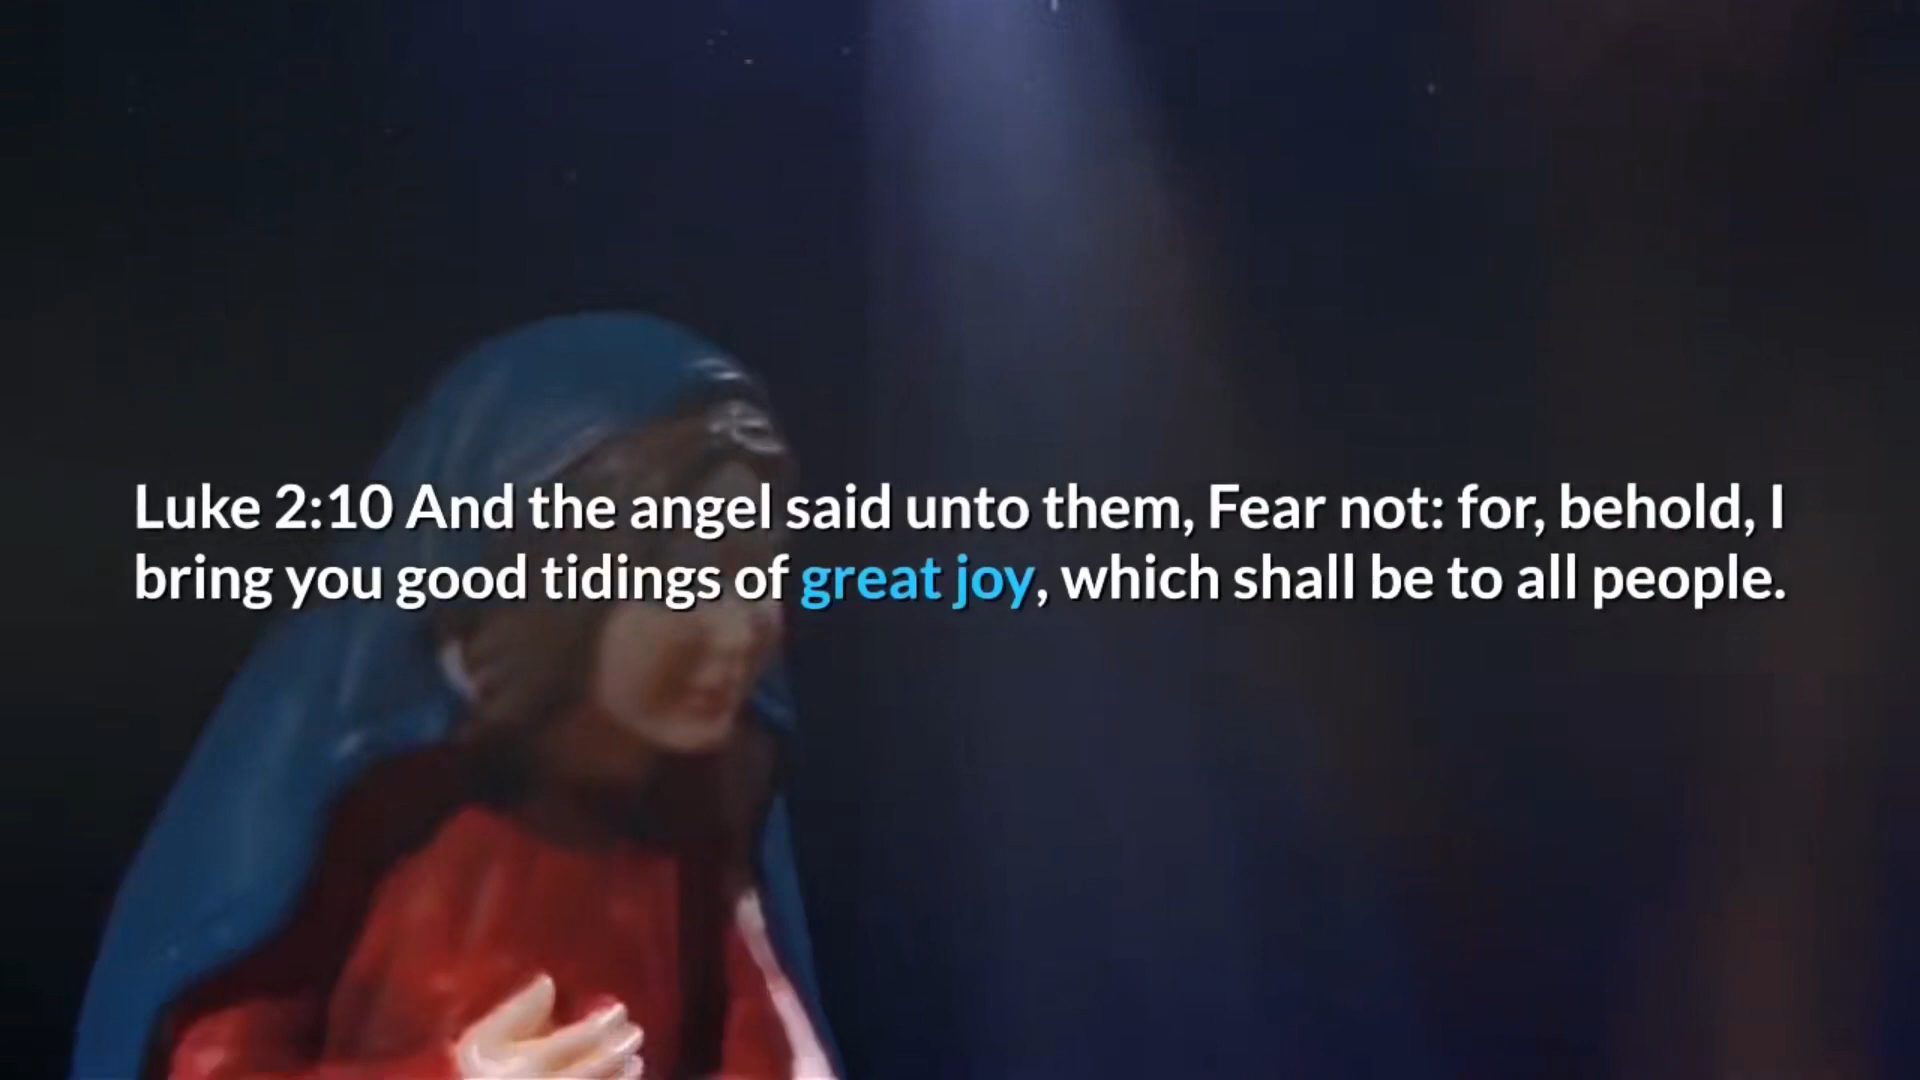 Luke 2:10 And the angel said unto them, Fear not: for, behold, I
bring you good tidings of great joy, which shall be to all people.